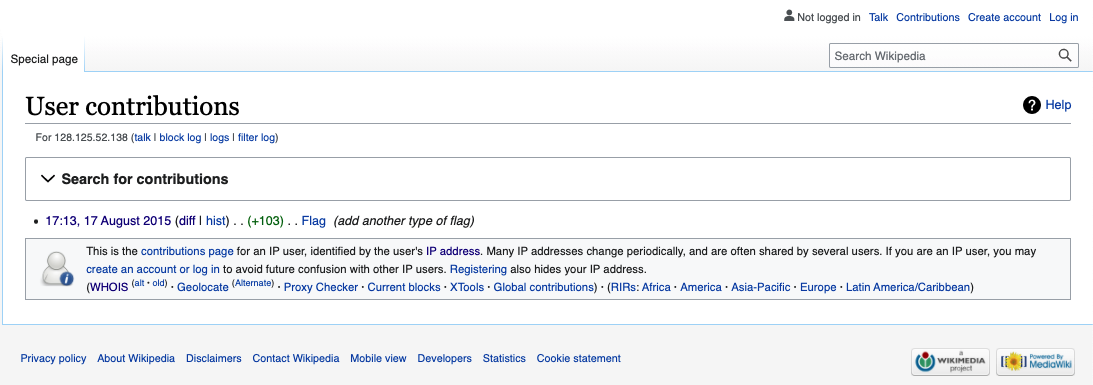 Not logged in Talk Contributions Create account Log in
Special page
Search Wikipedia
User contributions
Help
For 128.125.52.138 (talk | block log | logs | filter log)
Search for contributions
• 17:13, 17 August 2015 (diff | hist) . . (+103) . . Flag (add another type of flag)
This is the contributions page for an IP user, identified by the user's IP address. Many IP addresses change periodically, and are often shared by several users. If you are an IP user, you may
create an account or log in to avoid future confusion with other IP users. Registering also hides your IP address.
(WHOIS (alt • old) · Geolocate (Alternate) · Proxy Checker · Current blocks · XTools · Global contributions) · (RIRs: Africa · America · Asia-Pacific · Europe · Latin America/Caribbean)
Privacy policy About Wikipedia Disclaimers Contact Wikipedia Mobile view Developers Statistics Cookie statement
a
WIKIMEDIA
project
Powered By
MediaWiki